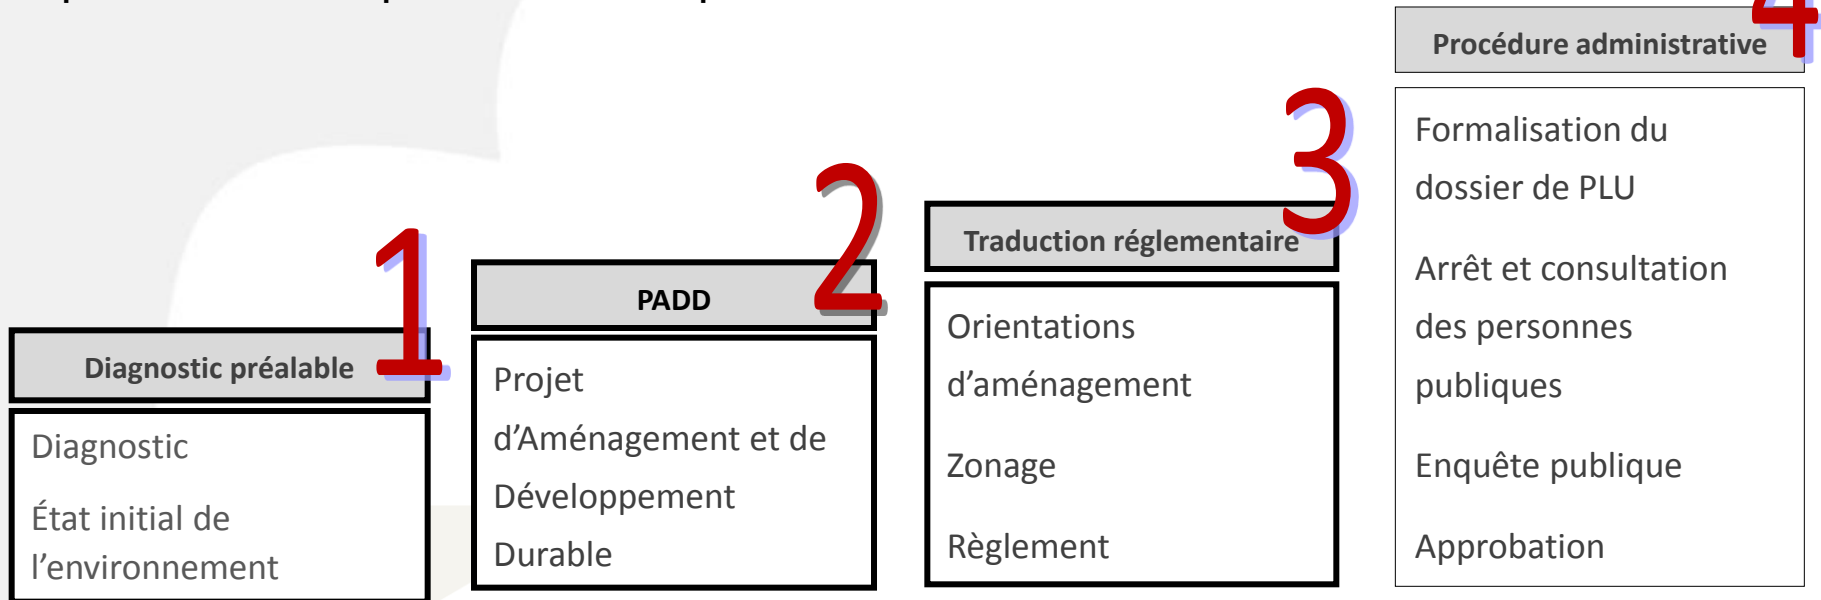 1
Diagnostic préalable
Diagnostic
État initial de
l’environnement
2
PADD
Projet
d’Aménagement et de
Développement
Durable
3
Traduction réglementaire
Orientations
d’aménagement
Zonage
Règlement
4
Procédure administrative
Formalisation du
dossier de PLU
Arrêt et consultation
des personnes
publiques
Enquête publique
Approbation